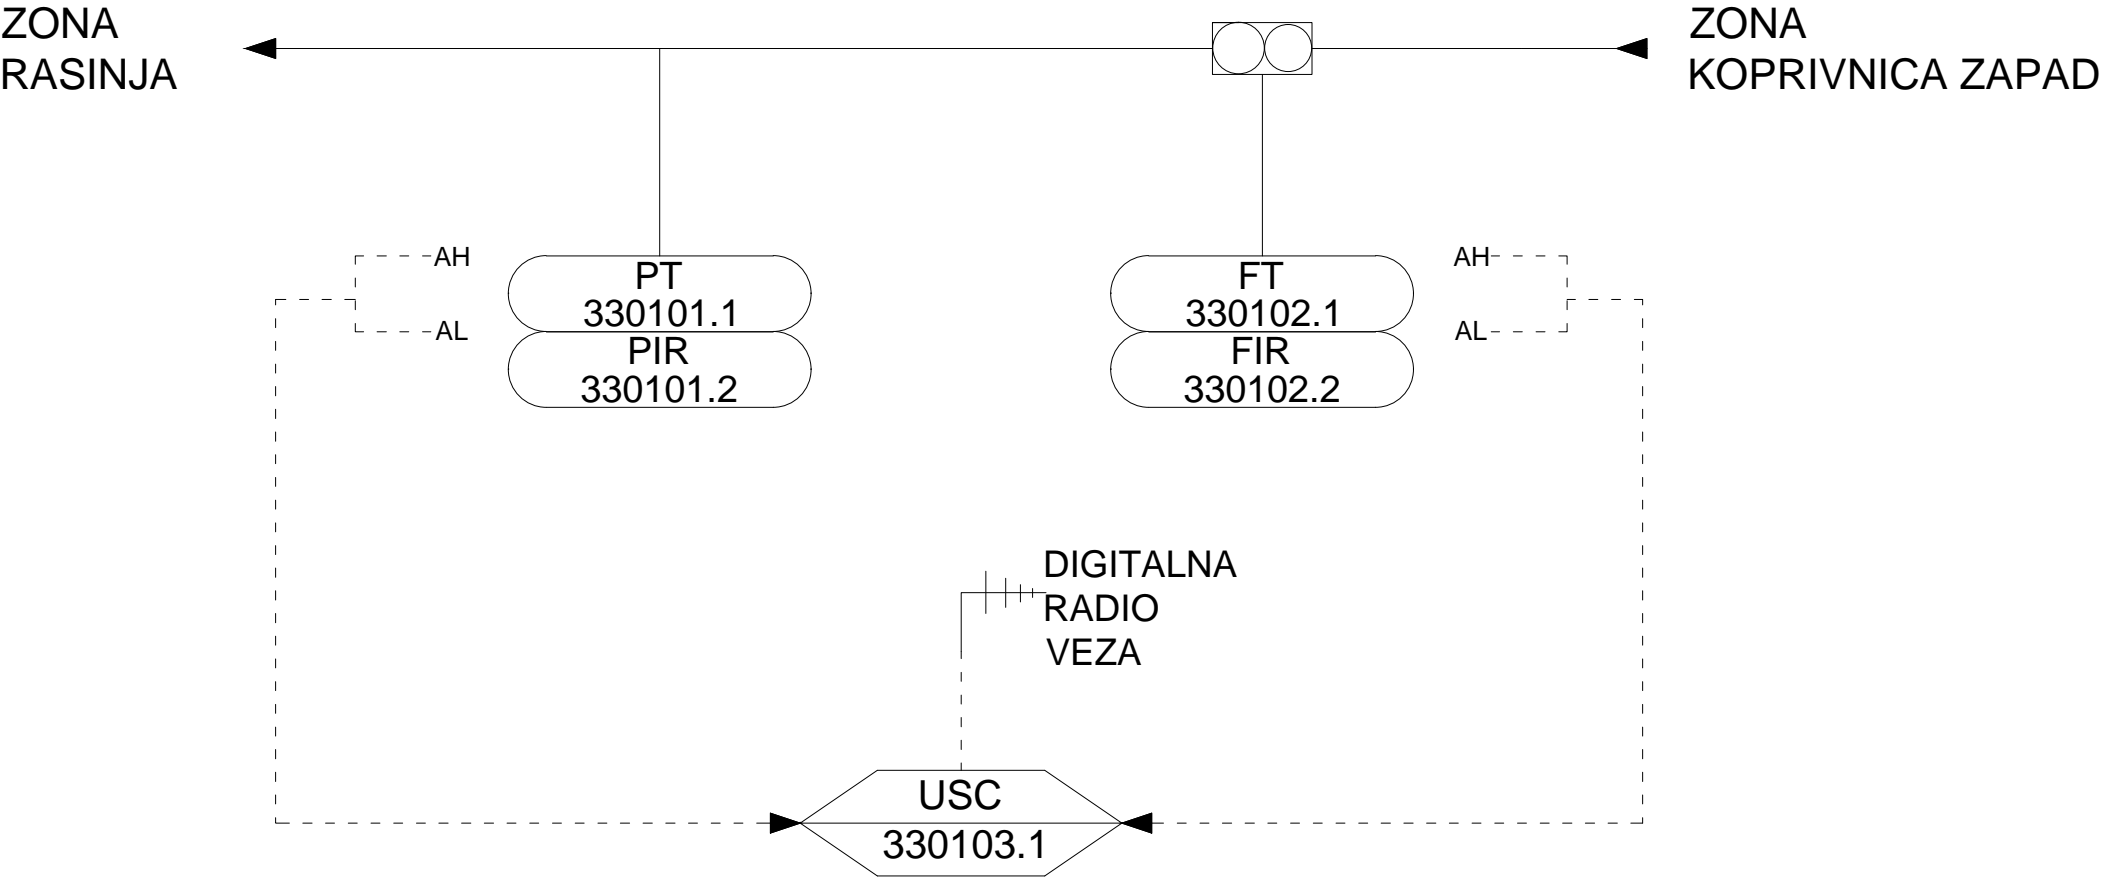 ZONA
RASINJA
ZONA
KOPRIVNICA ZAPAD
AH
AL
PT
330101.1
PIR
330101.2
FT
330102.1
FIR
330102.2
AH
AL
DIGITALNA
RADIO
VEZA
USC
330103.1